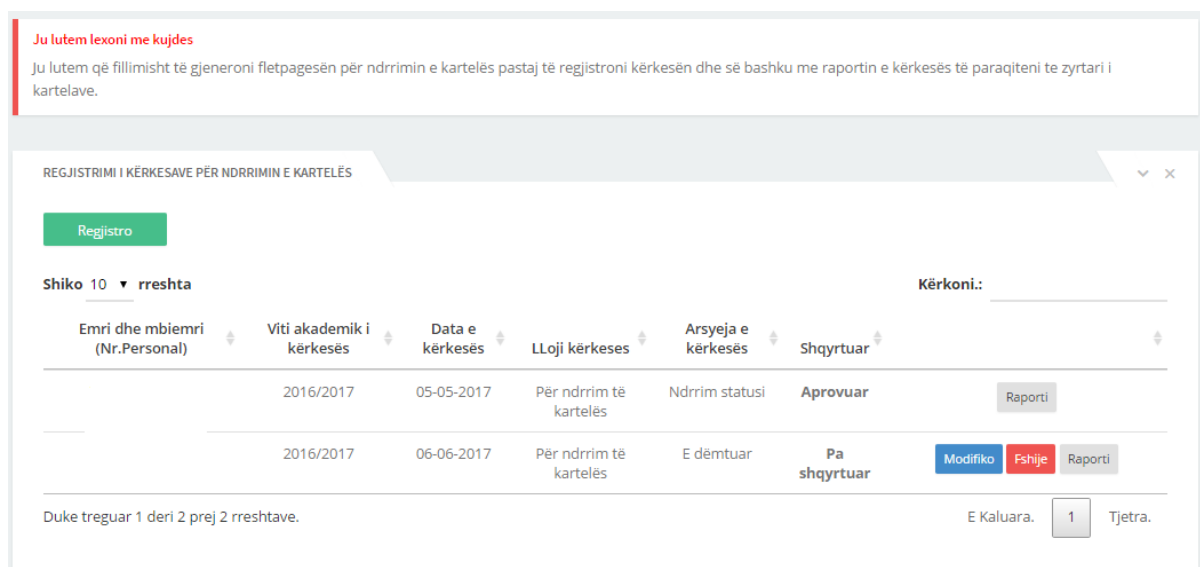 Ju lutem lexoni me kujdes
Ju lutem që fillimisht të gjeneroni fletpagesën për ndrrimin e kartelës pastaj të regjistroni kërkesën dhe së bashku me raportin e kërkesës të paraqiteni te zyrtari i
kartelave.
REGJISTRIMI I KËRKESAVE PËR NDRRIMIN E KARTELËS
Regjistro
Shiko 10 rreshta
Kërkoni.:
Emri dhe mbiemri
(Nr.Personal)
Viti akademik i
kërkesës
Data e
kërkesës
LLoji kërkeses
Arsyeja e
kërkesës
Shqyrtuar
2016/2017
05-05-2017
Për ndrrim të
kartelës
Ndrrim statusi
Aprovuar
Raporti
2016/2017
06-06-2017
Për ndrrim të
kartelës
E dëmtuar
Pa
shqyrtuar
Modifiko
Fshije
Raporti
Duke treguar 1 deri 2 prej 2 rreshtave.
E Kaluara.
1
Tjetra.